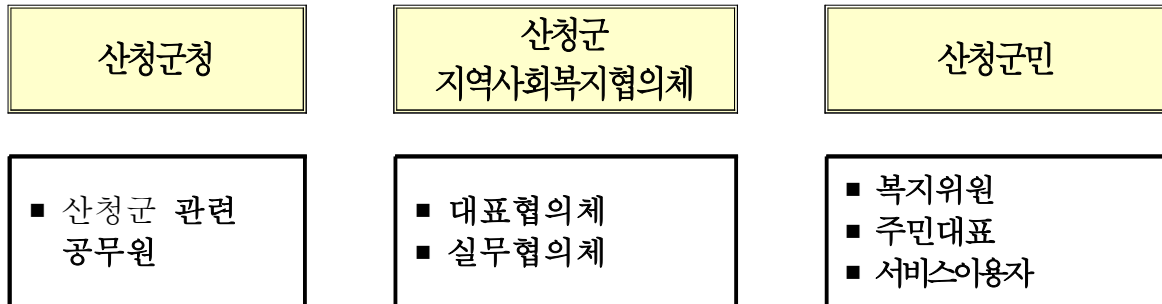 산청군청
산청군
지역사회복지협의체
산청군민
■ 산청군 관련
공무원
■ 대표협의체
■ 실무협의체
■ 복지위원
■ 주민대표
■ 서비스이용자